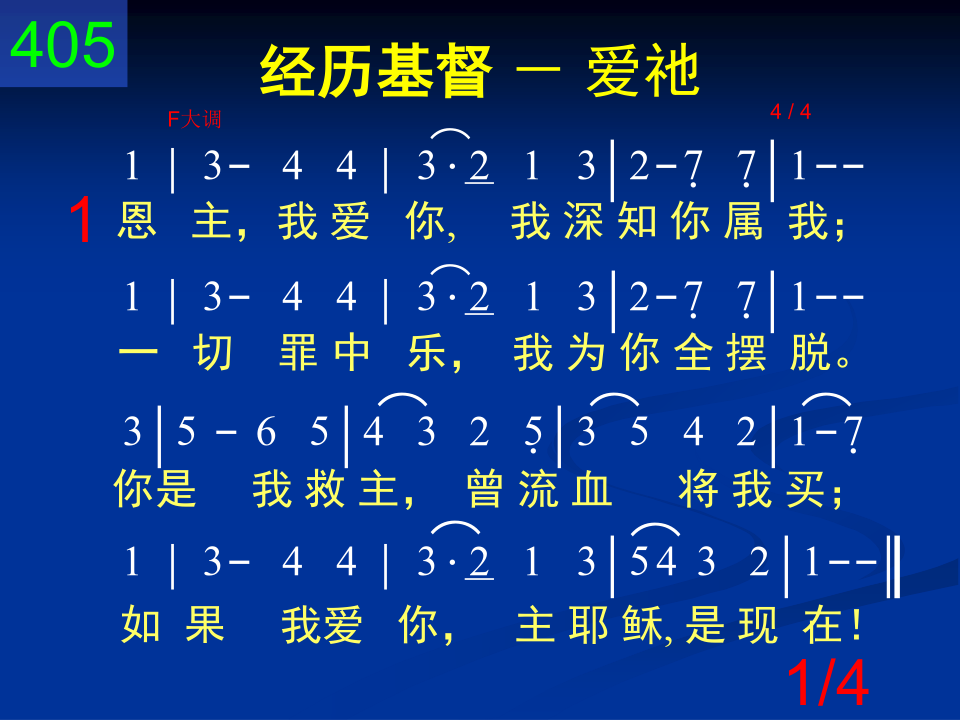 405
经历基督 － 爱祂
F大调 4 / 4
1 | 3 - 4 4 | 3 · 2 1 3 | 2 - 7̣ 7̣ | 1 - -
1 恩 主，我 爱 你, 我 深 知 你 属 我；
1 | 3 - 4 4 | 3 · 2 1 3 | 2 - 7̣ 7̣ | 1 - -
一 切 罪 中 乐， 我 为 你 全 摆 脱。
3 | 5 - 6 5 | 4 3 2 5̣ | 3 5 4 2 | 1 - 7̣
你是 我 救 主， 曾 流 血 将 我 买；
1 | 3 - 4 4 | 3 · 2 1 3 | 5 4 3 2 | 1 - - ‖
如 果 我爱 你， 主 耶 稣, 是 现 在！
1/4